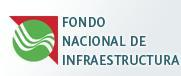 FONDO
NACIONAL DE
INFRAESTRUCTURA